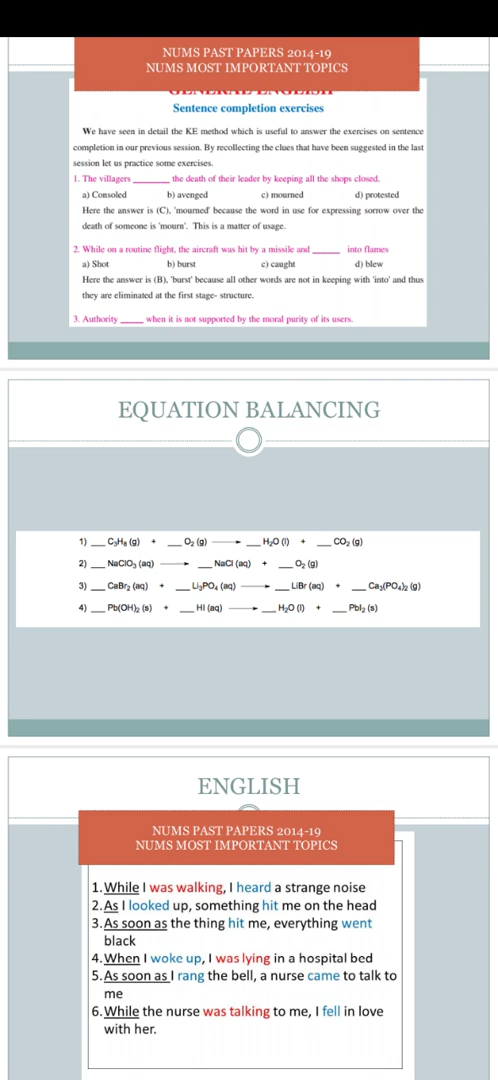 NUMS PAST PAPERS 2014-19
NUMS MOST IMPORTANT TOPICS
GENERAL ENGLISH
Sentence completion exercises
We have seen in detail the KE method which is useful to answer the exercises on sentence
completion in our previous session. By recollecting the clues that have been suggested in the last
session let us practice some exercises.
1. The villagers ________ the death of their leader by keeping all the shops closed.
a) Consoled b) avenged c) mourned d) protested
Here the answer is (C), 'mourned' because the word in use for expressing sorrow over the
death of someone is 'mourn'. This is a matter of usage.
2. While on a routine flight, the aircraft was hit by a missile and ______ into flames
a) Shot b) burst c) caught d) blew
Here the answer is (B), 'burst' because all other words are not in keeping with 'into' and thus
they are eliminated at the first stage- structure.
3. Authority _____ when it is not supported by the moral purity of its users.
EQUATION BALANCING
1) __ C₃H₈ (g) + __ O₂ (g) → __ H₂O (l) + __ CO₂ (g)
2) __ NaClO₃ (aq) → __ NaCl (aq) + __ O₂ (g)
3) __ CaBr₂ (aq) + __ Li₃PO₄ (aq) → __ LiBr (aq) + __ Ca₃(PO₄)₂ (g)
4) __ Pb(OH)₂ (s) + __ HI (aq) → __ H₂O (l) + __ PbI₂ (s)
ENGLISH
NUMS PAST PAPERS 2014-19
NUMS MOST IMPORTANT TOPICS
1. While I was walking, I heard a strange noise
2. As I looked up, something hit me on the head
3. As soon as the thing hit me, everything went
black
4. When I woke up, I was lying in a hospital bed
5. As soon as I rang the bell, a nurse came to talk to
me
6. While the nurse was talking to me, I fell in love
with her.